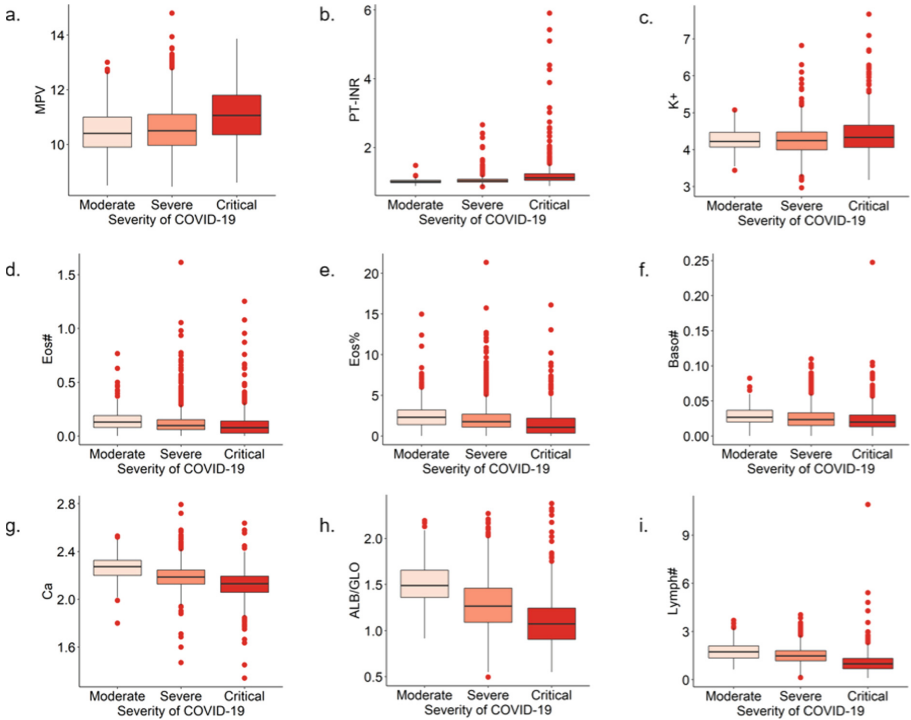 a.
MPV
14
12
10
Moderate Severe Critical
Severity of COVID-19
b.
PT-INR
6
4
2
Moderate Severe Critical
Severity of COVID-19
c.
K+
7
6
5
4
3
Moderate Severe Critical
Severity of COVID-19
d.
Eos#
1.5
1.0
0.5
0.0
Moderate Severe Critical
Severity of COVID-19
e.
Eos%
20
15
10
5
0
Moderate Severe Critical
Severity of COVID-19
f.
Baso#
0.25
0.20
0.15
0.10
0.05
0.00
Moderate Severe Critical
Severity of COVID-19
g.
Ca
2.8
2.4
2.0
1.6
Moderate Severe Critical
Severity of COVID-19
h.
ALB/GLO
2.0
1.5
1.0
0.5
Moderate Severe Critical
Severity of COVID-19
i.
Lymph#
9
6
3
0
Moderate Severe Critical
Severity of COVID-19